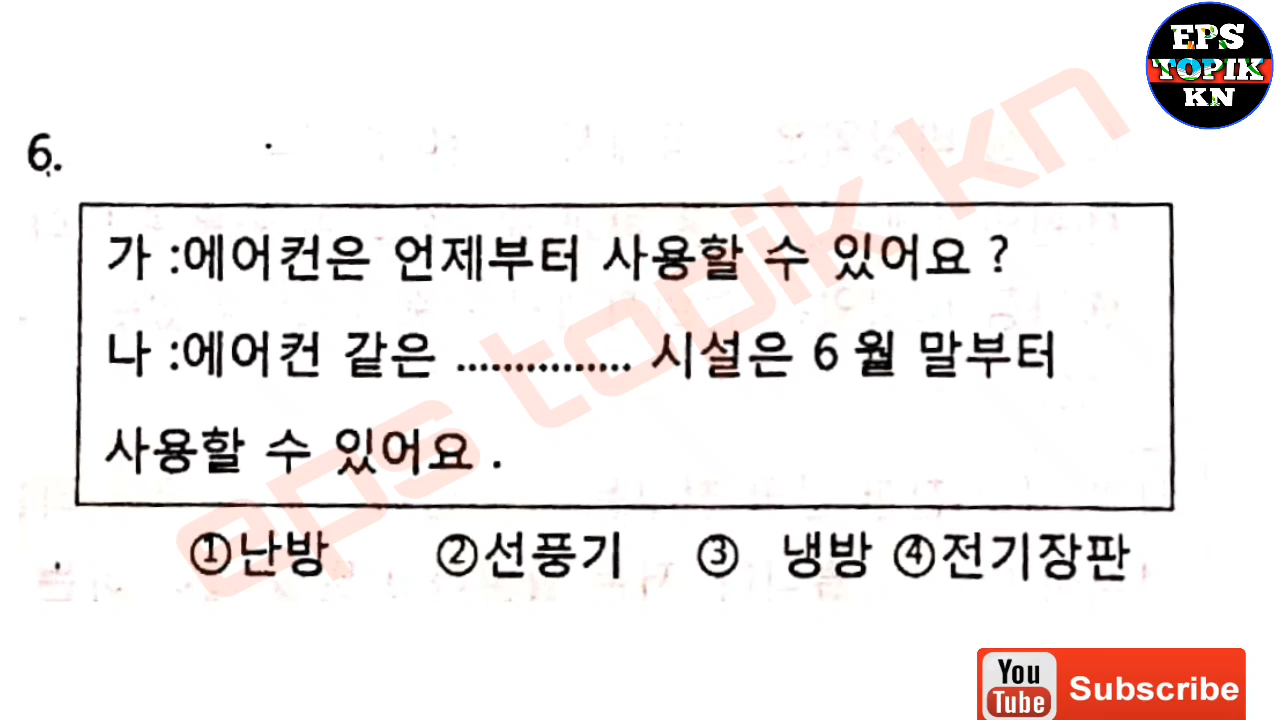 EPS
TOPIK
KN
6.
가 :에어컨은 언제부터 사용할 수 있어요 ?
나 :에어컨 같은 ............... 시설은 6 월 말부터
사용할 수 있어요 .
①난방 ②선풍기 ③ 냉방 ④전기장판
eps topik kn
You
Tube
Subscribe